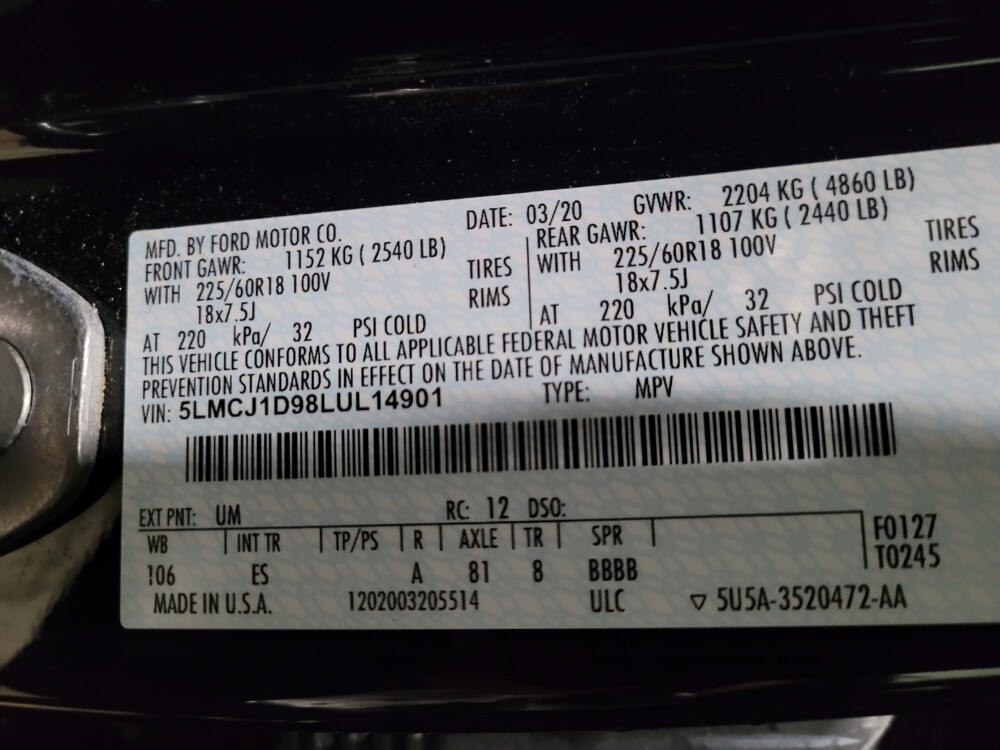 MFD. BY FORD MOTOR CO. DATE: 03/20 GVWR: 2204 KG ( 4860 LB)
FRONT GAWR: 1152 KG ( 2540 LB) REAR GAWR: 1107 KG ( 2440 LB)
WITH 225/60R18 100V TIRES WITH 225/60R18 100V TIRES
18x7.5J RIMS 18x7.5J RIMS
AT 220 kPa/ 32 PSI COLD AT 220 kPa/ 32 PSI COLD
THIS VEHICLE CONFORMS TO ALL APPLICABLE FEDERAL MOTOR VEHICLE SAFETY AND THEFT
PREVENTION STANDARDS IN EFFECT ON THE DATE OF MANUFACTURE SHOWN ABOVE.
VIN: 5LMCJ1D98LUL14901 TYPE: MPV
EXT PNT: UM RC: 12 DSO:
WB INT TR TP/PS R AXLE TR SPR F0127
T0245
106 ES A 81 8 BBBB
MADE IN U.S.A. 1202003205514 ULC ▽ 5U5A-3520472-AA